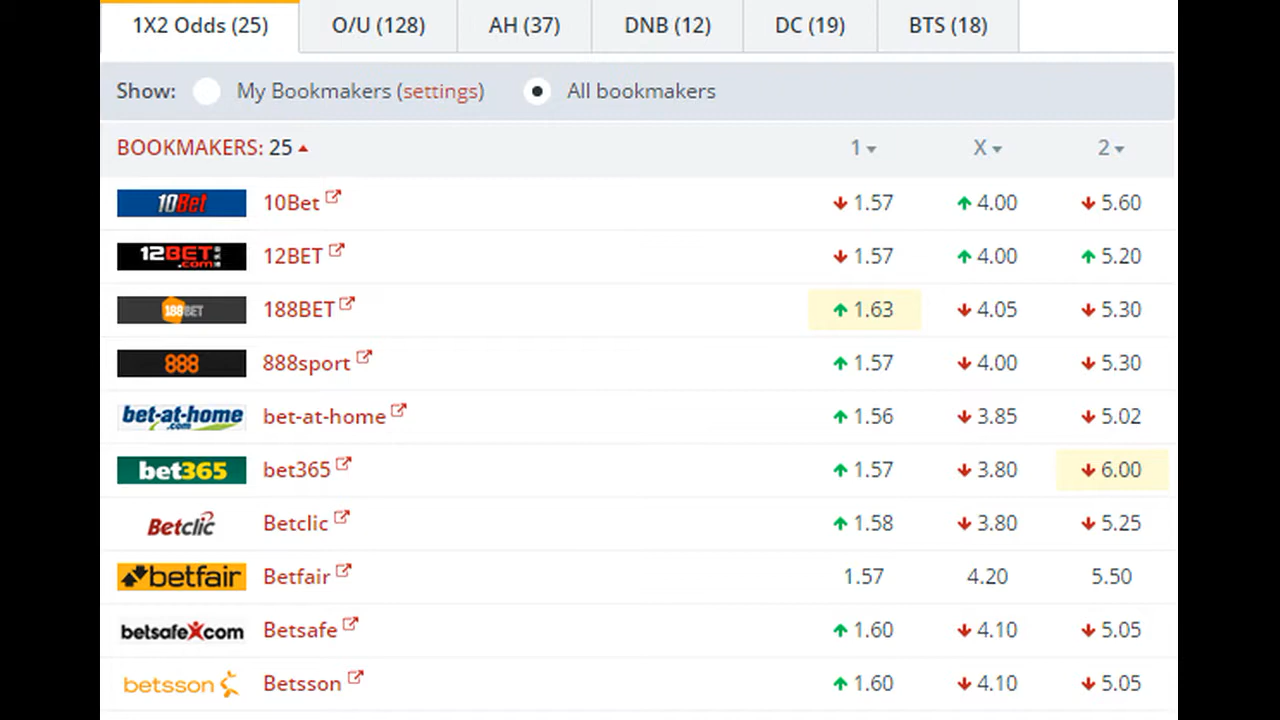 1X2 Odds (25) O/U (128) AH (37) DNB (12) DC (19) BTS (18)
Show: My Bookmakers (settings) All bookmakers
BOOKMAKERS: 25 1 X 2
10Bet 10Bet 1.57 4.00 5.60
12BET.com 12BET 1.57 4.00 5.20
188BET 188BET 1.63 4.05 5.30
888 888sport 1.57 4.00 5.30
bet-at-home.com bet-at-home 1.56 3.85 5.02
bet365 bet365 1.57 3.80 6.00
Betclic Betclic 1.58 3.80 5.25
betfair Betfair 1.57 4.20 5.50
betsafe.com Betsafe 1.60 4.10 5.05
betsson Betsson 1.60 4.10 5.05